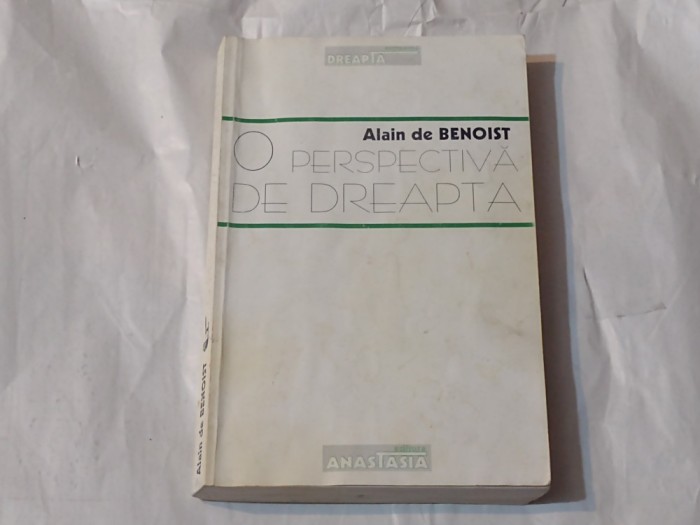 DREAPTA
Alain de BENOIST
O PERSPECTIVĂ
DE DREAPTA
ANASTASIA
Alain de BENOIST